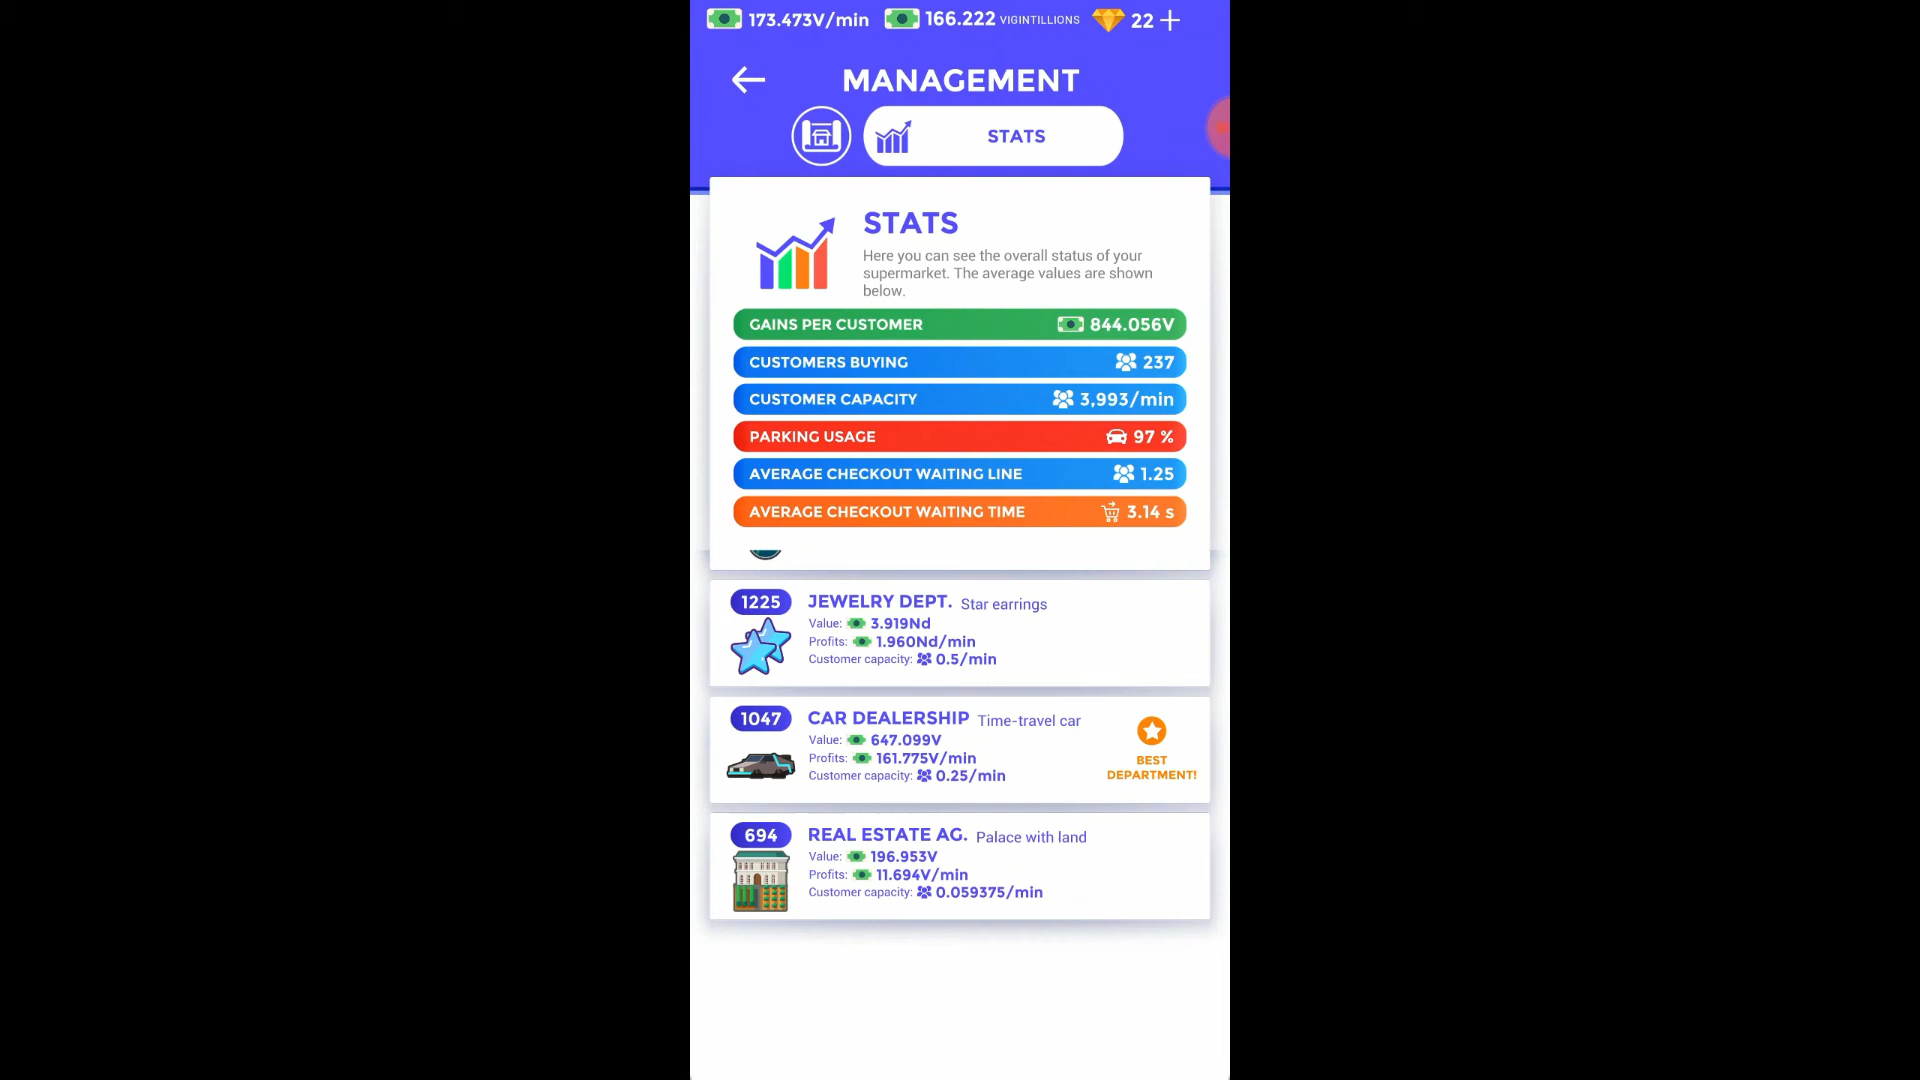 173.473V/min 166.222 VIGINTILLIONS 22
MANAGEMENT
STATS
STATS
Here you can see the overall status of your
supermarket. The average values are shown
below.
GAINS PER CUSTOMER 844.056V
CUSTOMERS BUYING 237
CUSTOMER CAPACITY 3,993/min
PARKING USAGE 97 %
AVERAGE CHECKOUT WAITING LINE 1.25
AVERAGE CHECKOUT WAITING TIME 3.14 s
1225 JEWELRY DEPT. Star earrings
Value: 3.919Nd
Profits: 1.960Nd/min
Customer capacity: 0.5/min
1047 CAR DEALERSHIP Time-travel car
Value: 647.099V
Profits: 161.775V/min
Customer capacity: 0.25/min
BEST
DEPARTMENT!
694 REAL ESTATE AG. Palace with land
Value: 196.953V
Profits: 11.694V/min
Customer capacity: 0.059375/min